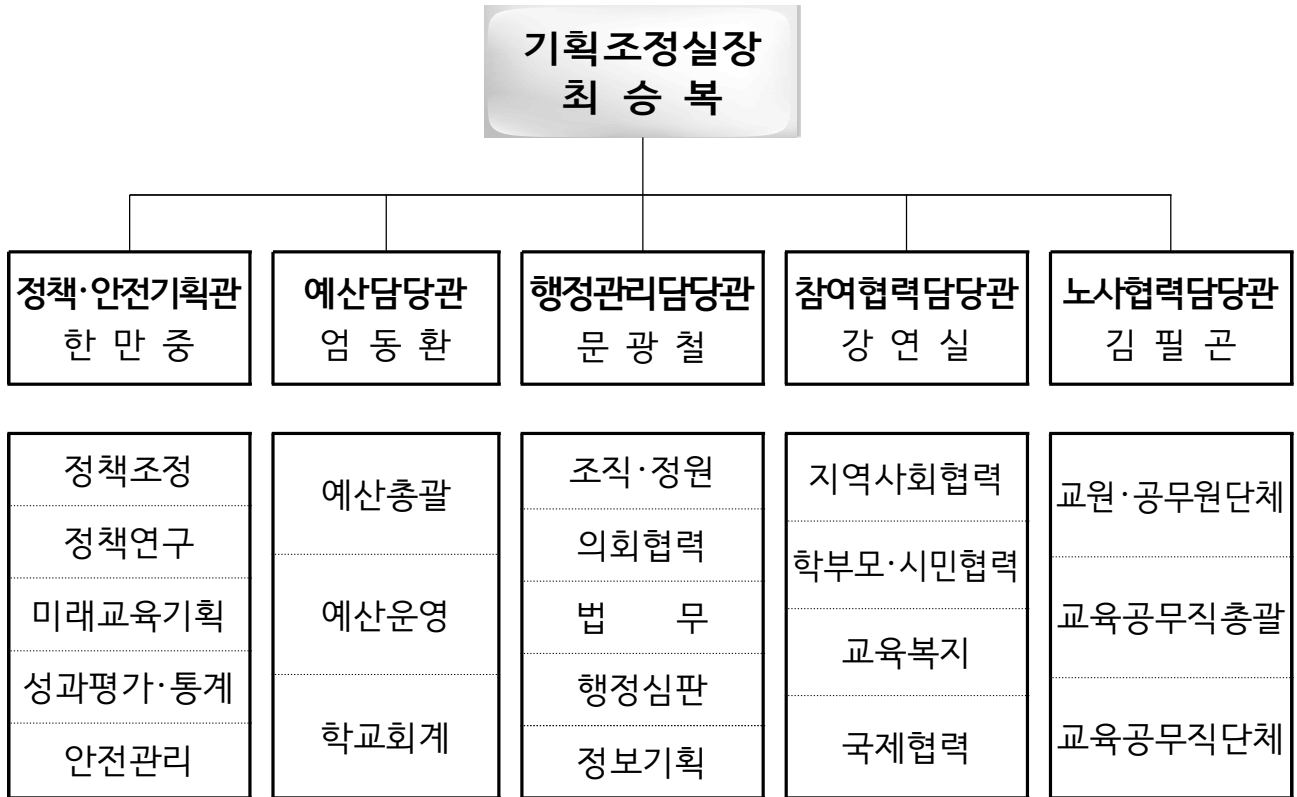 기획조정실장
최 승 복
정책·안전기획관
한 만 중
예산담당관
엄 동 환
행정관리담당관
문 광 철
참여협력담당관
강 연 실
노사협력담당관
김 필 곤
정책조정
정책연구
미래교육기획
성과평가·통계
안전관리
예산총괄
예산운영
학교회계
조직·정원
의회협력
법 무
행정심판
정보기획
지역사회협력
학부모·시민협력
교육복지
국제협력
교원·공무원단체
교육공무직총괄
교육공무직단체